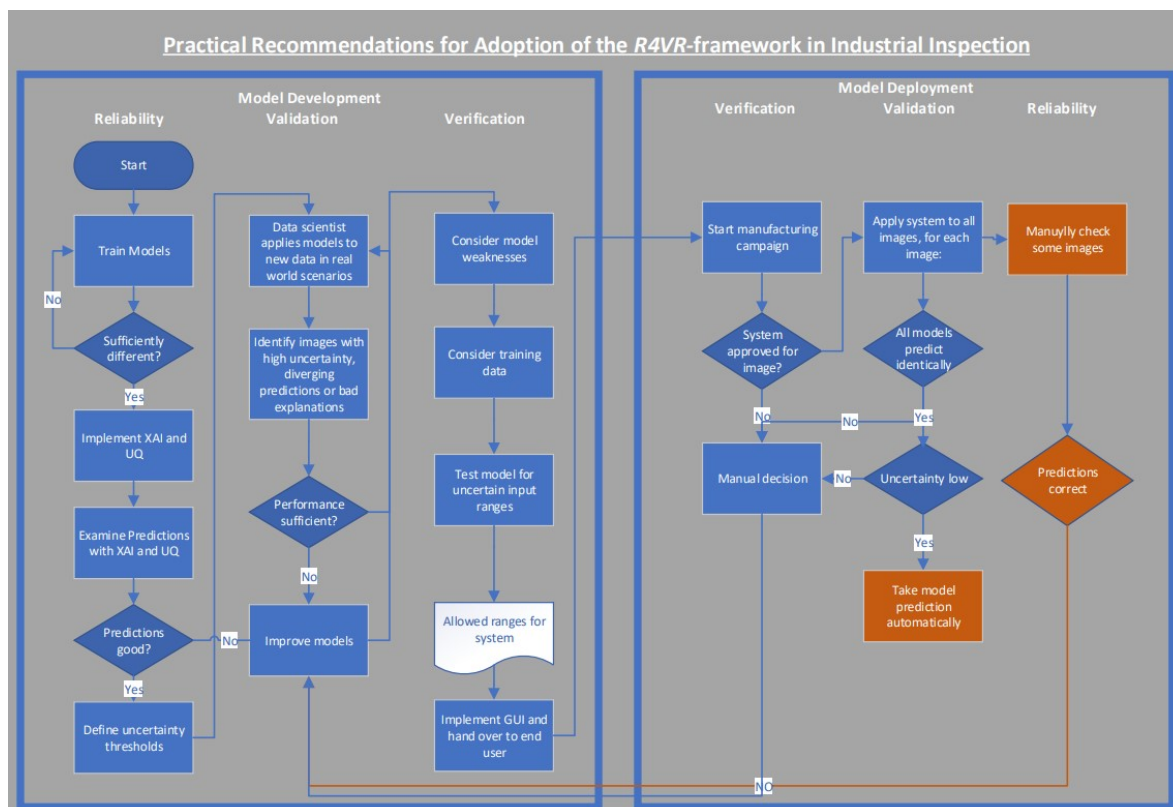 Practical Recommendations for Adoption of the R4VR-framework in Industrial Inspection
Model Development
Reliability
Validation
Verification
Start
Train Models
No
Sufficiently
different?
Yes
Implement XAI
and UQ
Examine Predictions
with XAI and UQ
Predictions
good?
No
Yes
Define uncertainty
thresholds
Data scientist
applies models to
new data in real
world scenarios
Identify images with
high uncertainty,
diverging
predictions or bad
explanations
Performance
sufficient?
No
Improve models
Consider model
weaknesses
Consider training
data
Test model for
uncertain input
ranges
Allowed ranges for
system
Implement GUI and
hand over to end
user
Model Deployment
Verification
Validation
Reliability
Start manufacturing
campaign
System
approved for
image?
No
Manual decision
Apply system to all
images, for each
image:
All models
predict
identically
No
Yes
Uncertainty low
No
Yes
Take model
prediction
automatically
Manuylly check
some images
Predictions
correct
NO